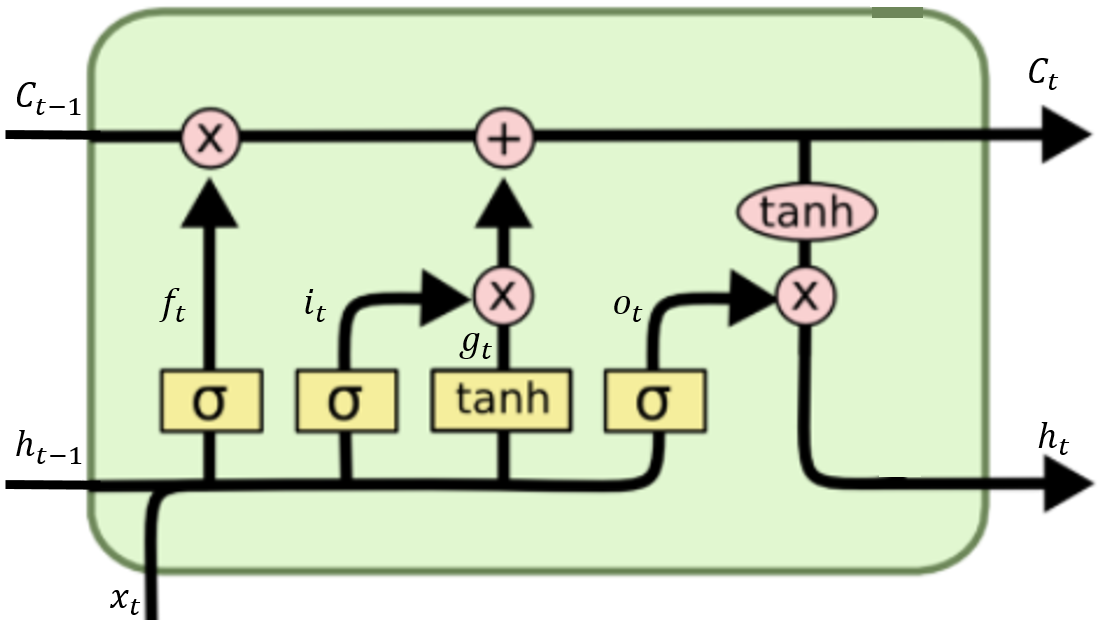 C_{t-1}
C_t
x
+
tanh
f_t
i_t
x
o_t
x
g_t
σ
σ
tanh
σ
h_{t-1}
h_t
x_t